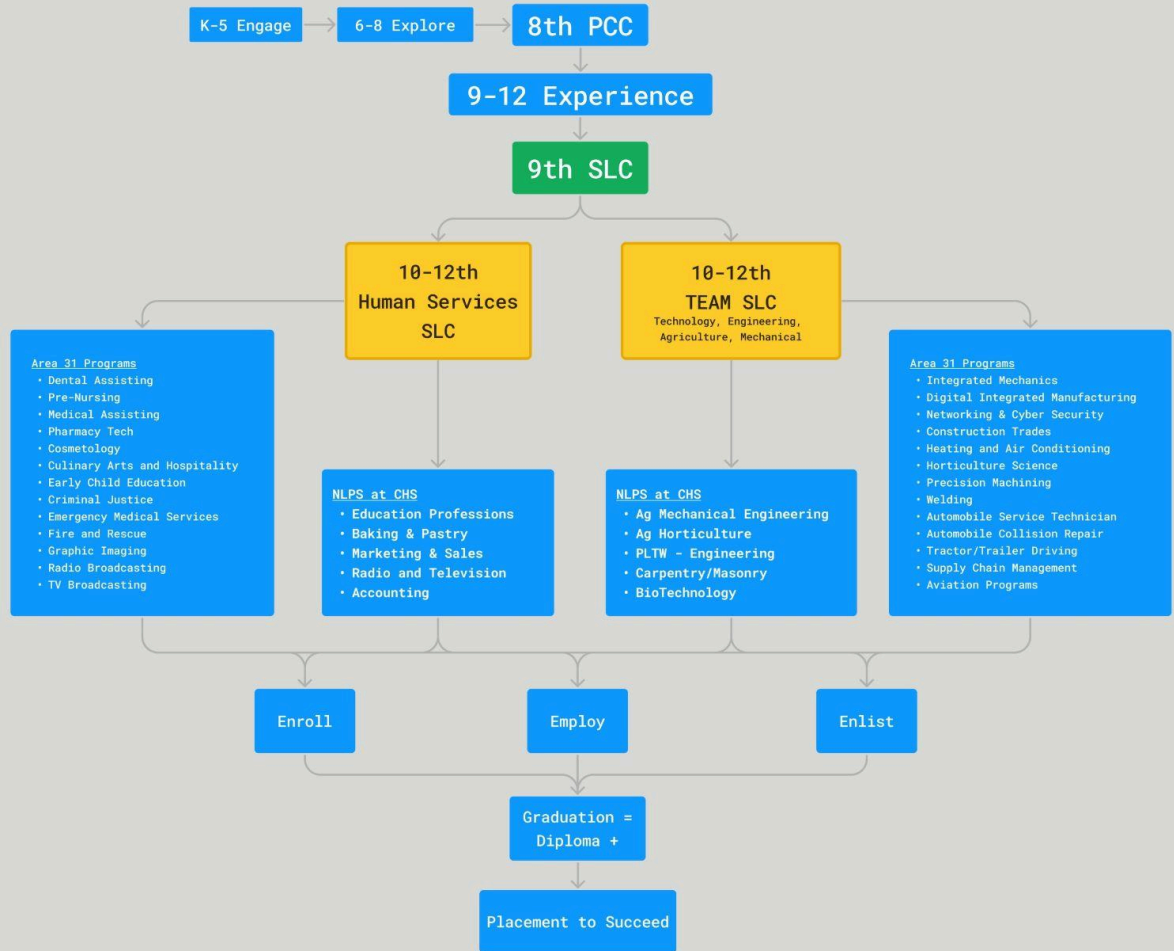 K-5 Engage
6-8 Explore
8th PCC
9-12 Experience
9th SLC
10-12th
Human Services
SLC
10-12th
TEAM SLC
Technology, Engineering,
Agriculture, Mechanical
Area 31 Programs
• Dental Assisting
• Pre-Nursing
• Medical Assisting
• Pharmacy Tech
• Cosmetology
• Culinary Arts and Hospitality
• Early Child Education
• Criminal Justice
• Emergency Medical Services
• Fire and Rescue
• Graphic Imaging
• Radio Broadcasting
• TV Broadcasting
NLPS at CHS
• Education Professions
• Baking & Pastry
• Marketing & Sales
• Radio and Television
• Accounting
NLPS at CHS
• Ag Mechanical Engineering
• Ag Horticulture
• PLTW - Engineering
• Carpentry/Masonry
• BioTechnology
Area 31 Programs
• Integrated Mechanics
• Digital Integrated Manufacturing
• Networking & Cyber Security
• Construction Trades
• Heating and Air Conditioning
• Horticulture Science
• Precision Machining
• Welding
• Automobile Service Technician
• Automobile Collision Repair
• Tractor/Trailer Driving
• Supply Chain Management
• Aviation Programs
Enroll
Employ
Enlist
Graduation =
Diploma +
Placement to Succeed